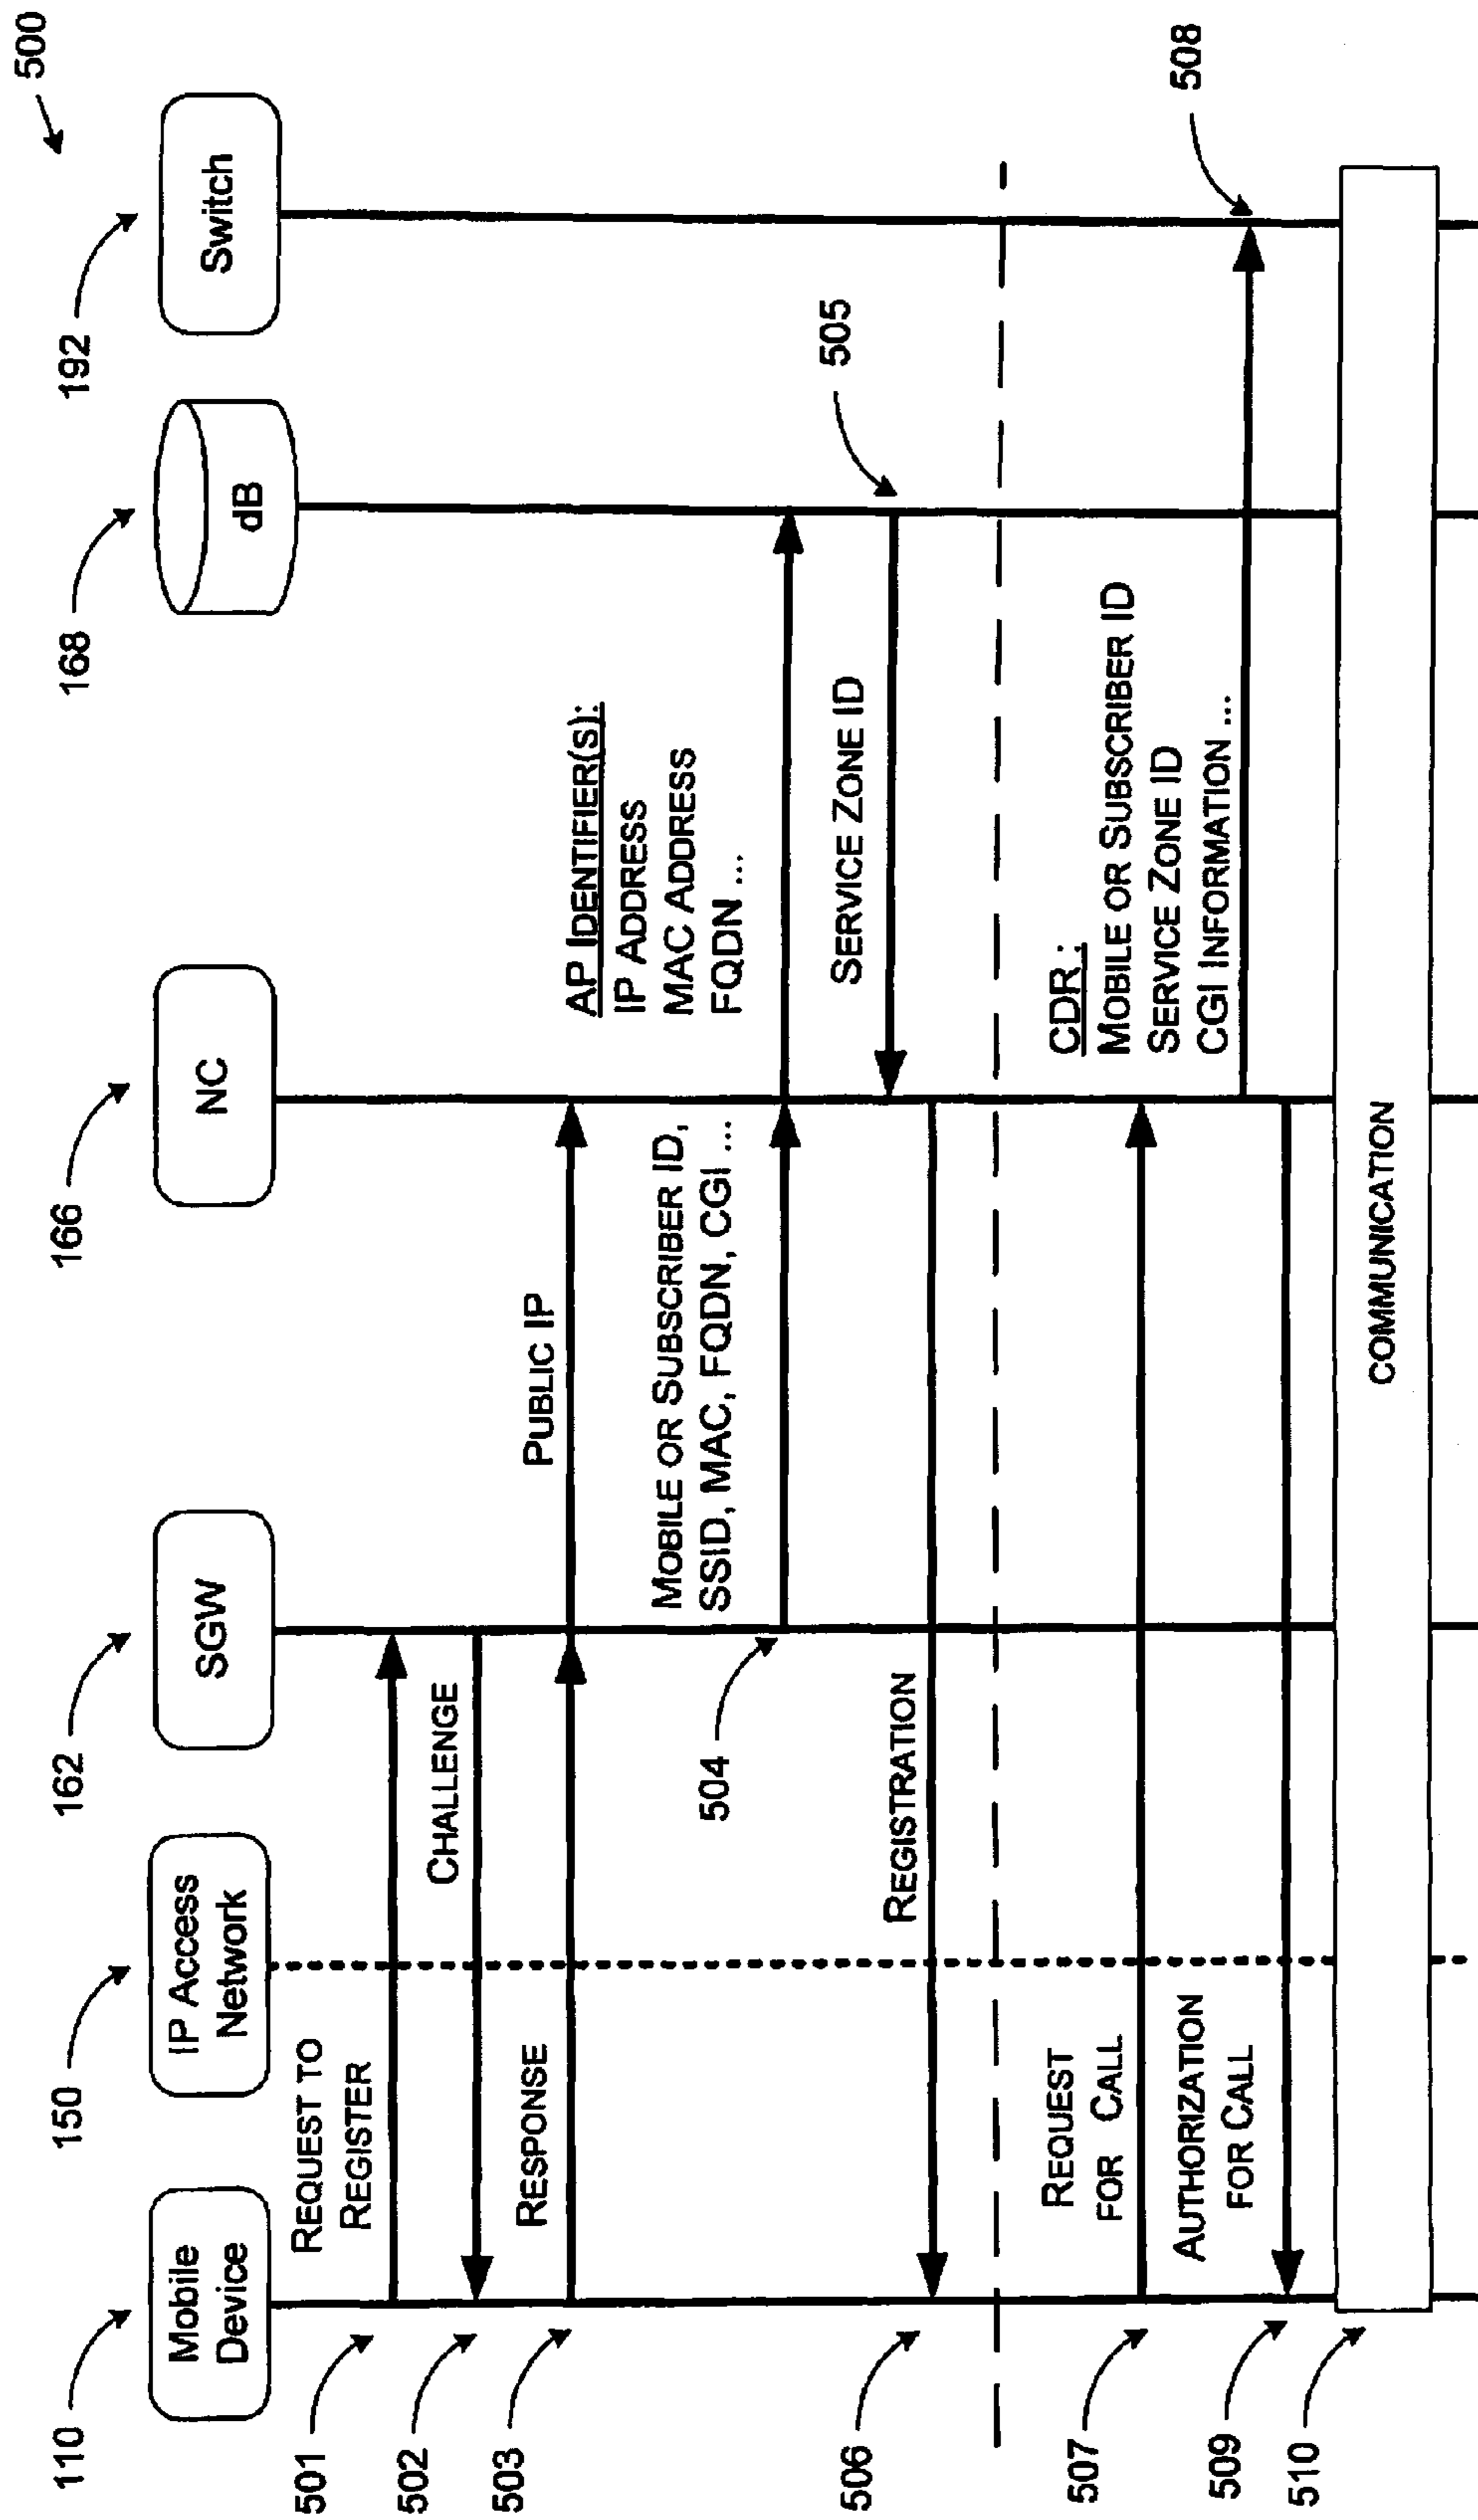 500
110
150
162
166
168
192
Mobile
Device
IP Access
Network
SGW
NC
dB
Switch
501
REQUEST TO
REGISTER
502
CHALLENGE
503
RESPONSE
PUBLIC IP
504
MOBILE OR SUBSCRIBER ID,
SSID, MAC, FQDN, CGI ...
AP IDENTIFIER(S):
IP ADDRESS
MAC ADDRESS
FQDN ...
505
SERVICE ZONE ID
506
REGISTRATION
507
REQUEST
FOR CALL
CDR:
MOBILE OR SUBSCRIBER ID
SERVICE ZONE ID
CGI INFORMATION ...
508
509
AUTHORIZATION
FOR CALL
510
COMMUNICATION